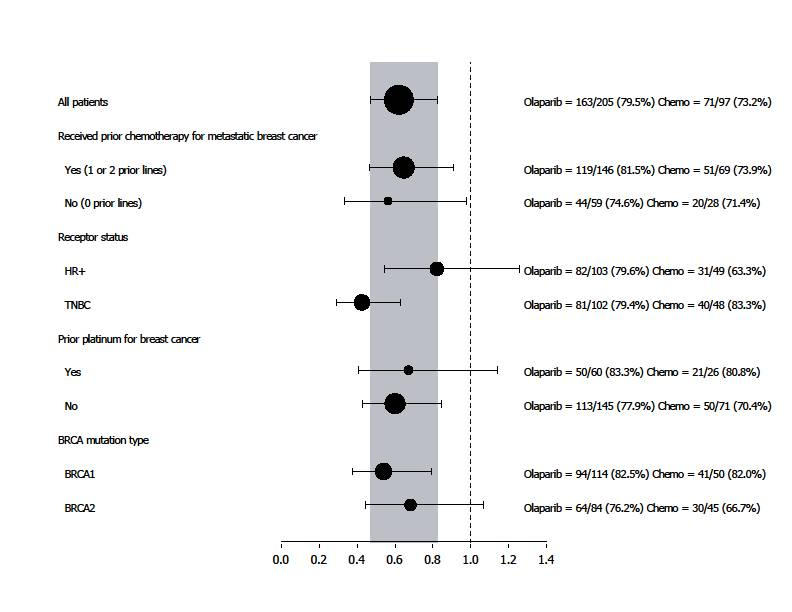 All patients Olaparib = 163/205 (79.5%) Chemo = 71/97 (73.2%)
Received prior chemotherapy for metastatic breast cancer
Yes (1 or 2 prior lines) Olaparib = 119/146 (81.5%) Chemo = 51/69 (73.9%)
No (0 prior lines) Olaparib = 44/59 (74.6%) Chemo = 20/28 (71.4%)
Receptor status
HR+ Olaparib = 82/103 (79.6%) Chemo = 31/49 (63.3%)
TNBC Olaparib = 81/102 (79.4%) Chemo = 40/48 (83.3%)
Prior platinum for breast cancer
Yes Olaparib = 50/60 (83.3%) Chemo = 21/26 (80.8%)
No Olaparib = 113/145 (77.9%) Chemo = 50/71 (70.4%)
BRCA mutation type
BRCA1 Olaparib = 94/114 (82.5%) Chemo = 41/50 (82.0%)
BRCA2 Olaparib = 64/84 (76.2%) Chemo = 30/45 (66.7%)
0.0 0.2 0.4 0.6 0.8 1.0 1.2 1.4